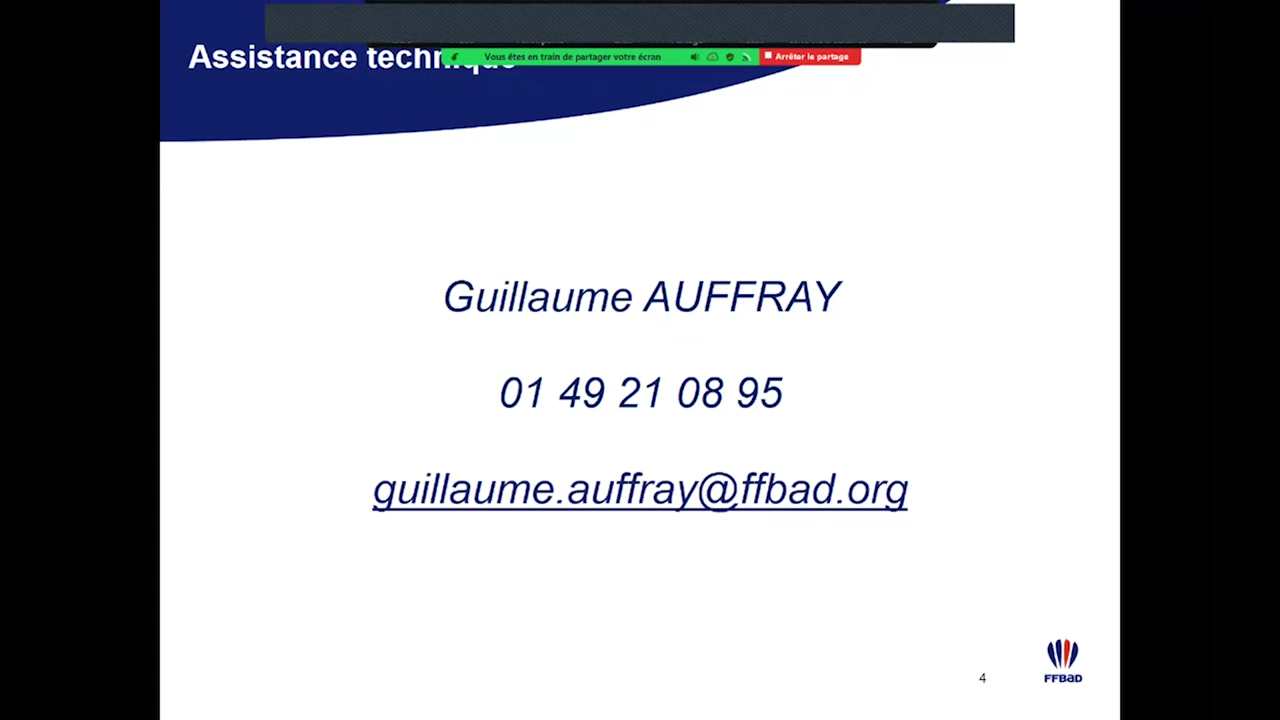 Assistance technique
Vous êtes en train de partager votre écran
Arrêter le partage
Guillaume AUFFRAY
01 49 21 08 95
guillaume.auffray@ffbad.org
4
FFBaD